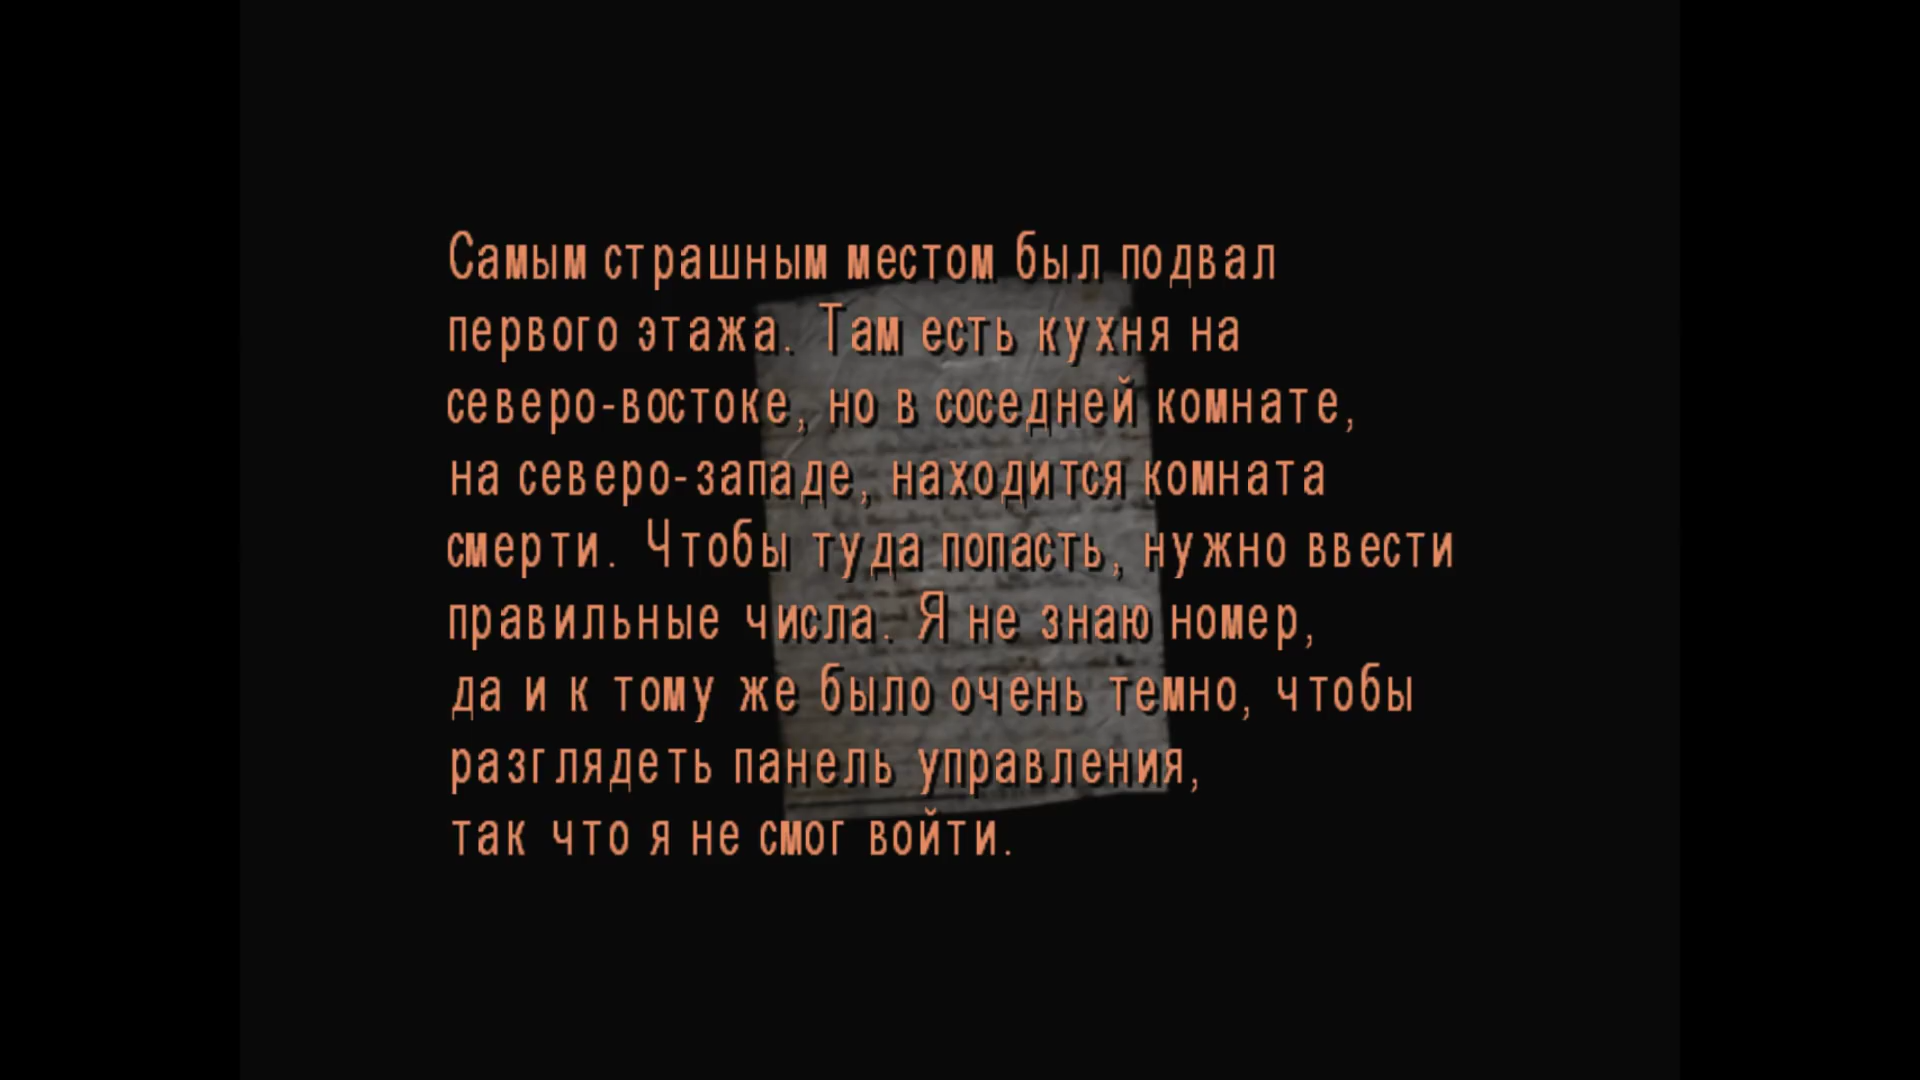 Самым страшным местом был подвал
первого этажа. Там есть кухня на
северо-востоке, но в соседней комнате,
на северо-западе, находится комната
смерти. Чтобы туда попасть, нужно ввести
правильные числа. Я не знаю номер,
да и к тому же было очень темно, чтобы
разглядеть панель управления,
так что я не смог войти.